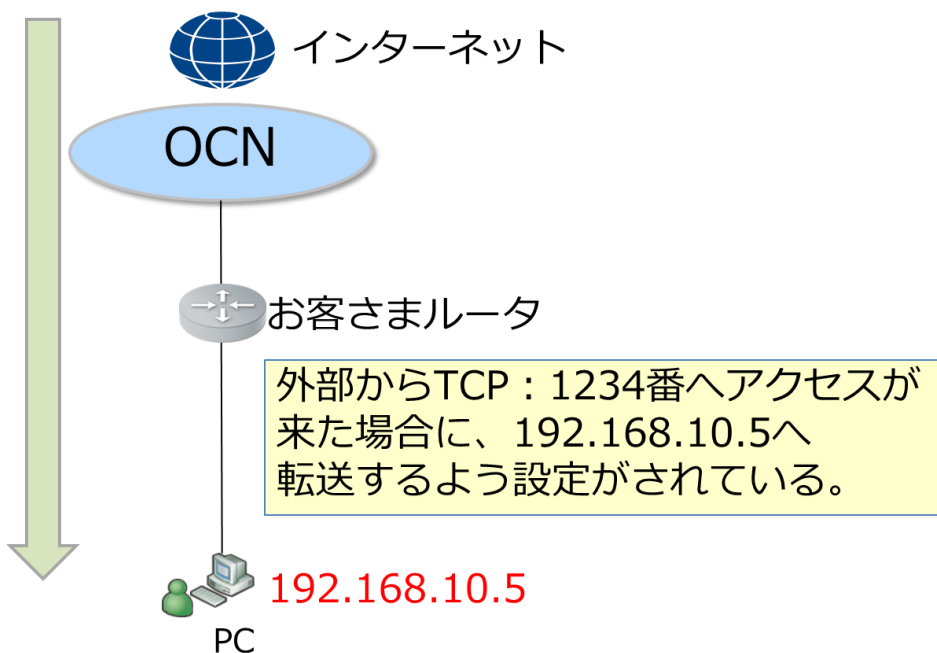 インターネット
OCN
お客さまルータ
外部からTCP：1234番へアクセスが
来た場合に、192.168.10.5へ
転送するよう設定がされている。
192.168.10.5
PC